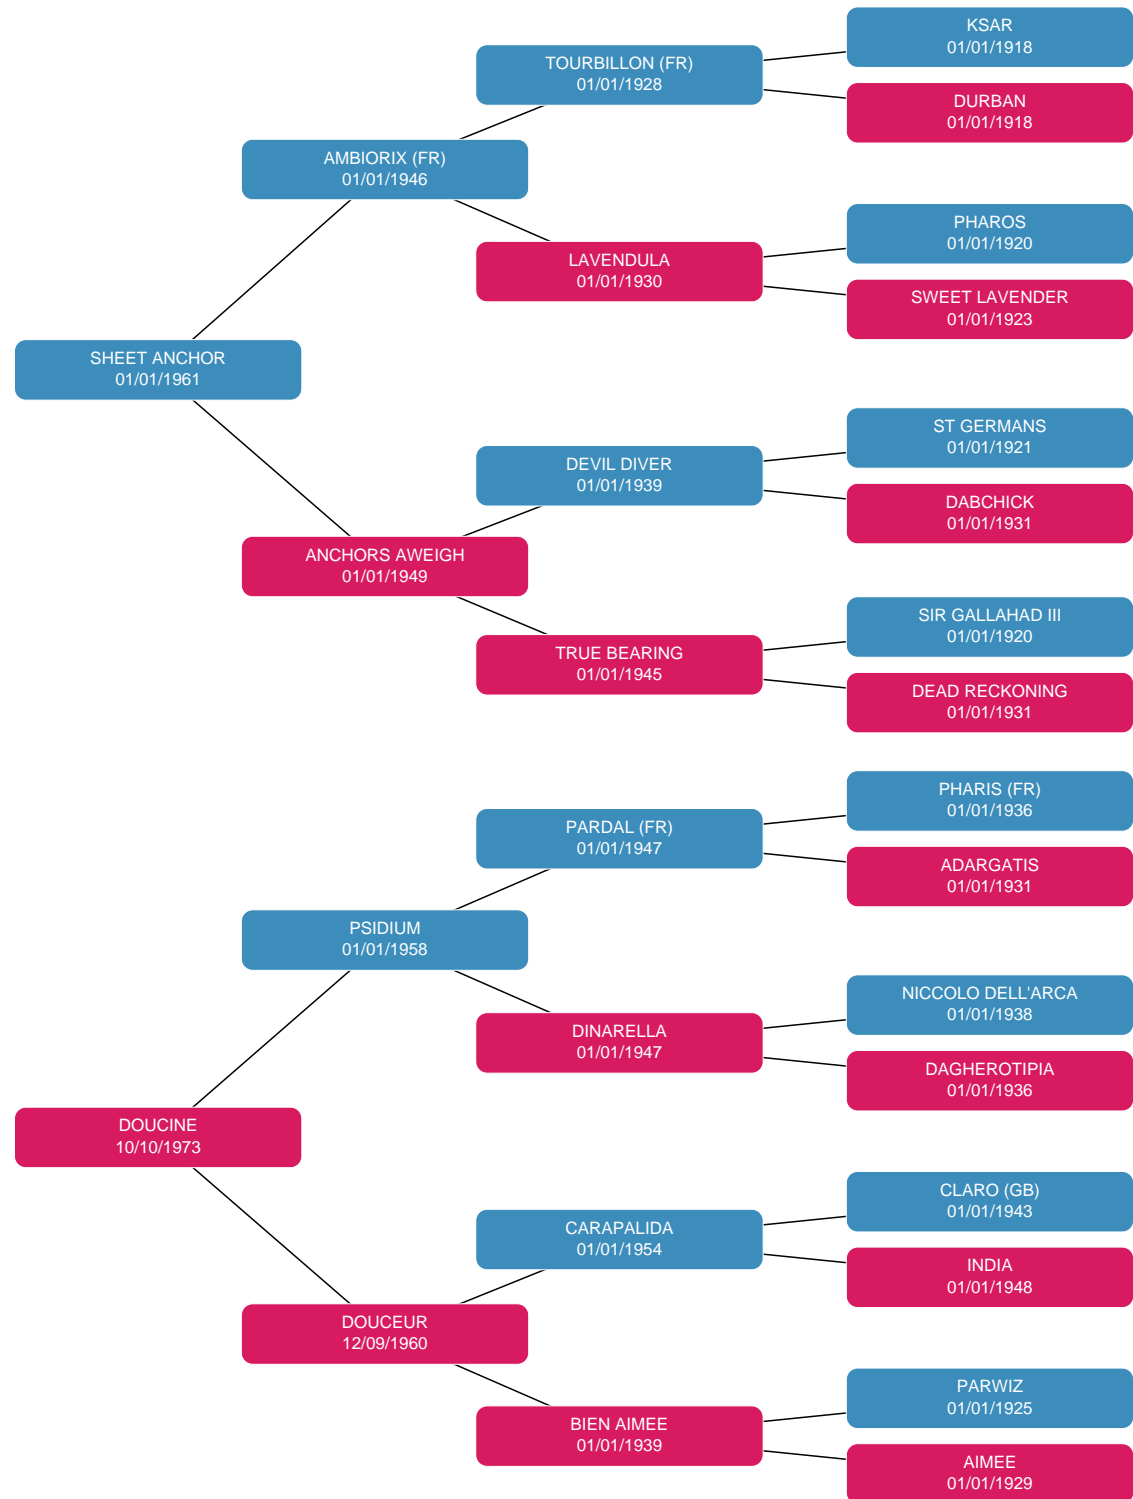 KSAR
01/01/1918
TOURBILLON (FR)
01/01/1928
DURBAN
01/01/1918
AMBIORIX (FR)
01/01/1946
PHAROS
01/01/1920
LAVENDULA
01/01/1930
SWEET LAVENDER
01/01/1923
SHEET ANCHOR
01/01/1961
ST GERMANS
01/01/1921
DEVIL DIVER
01/01/1939
DABCHICK
01/01/1931
ANCHORS AWEIGH
01/01/1949
SIR GALLAHAD III
01/01/1920
TRUE BEARING
01/01/1945
DEAD RECKONING
01/01/1931
PHARIS (FR)
01/01/1936
PARDAL (FR)
01/01/1947
ADARGATIS
01/01/1931
PSIDIUM
01/01/1958
NICCOLO DELL'ARCA
01/01/1938
DINARELLA
01/01/1947
DAGHEROTIPIA
01/01/1936
DOUCINE
10/10/1973
CLARO (GB)
01/01/1943
CARAPALIDA
01/01/1954
INDIA
01/01/1948
DOUCEUR
12/09/1960
PARWIZ
01/01/1925
BIEN AIMEE
01/01/1939
AIMEE
01/01/1929